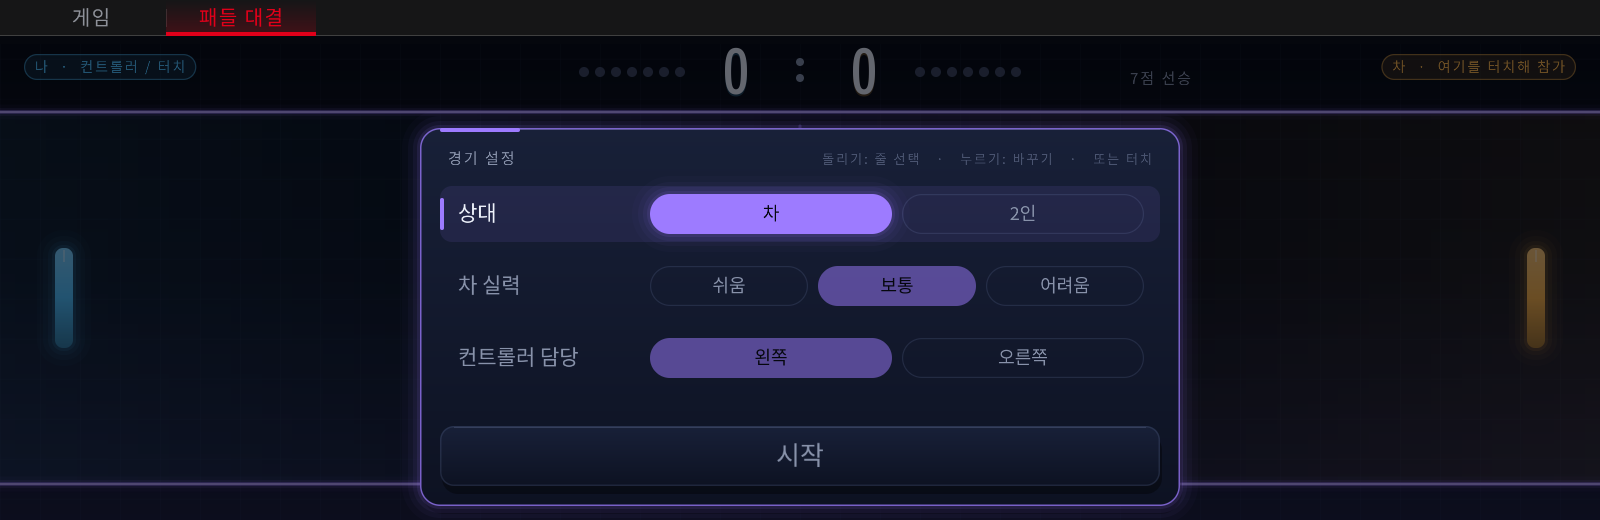 게임
패들 대결
나 · 컨트롤러 / 터치
0 : 0
7점 선승
차 · 여기를 터치해 참가
경기 설정
돌리기: 줄 선택 · 누르기: 바꾸기 · 또는 터치
상대
차
2인
차 실력
쉬움
보통
어려움
컨트롤러 담당
왼쪽
오른쪽
시작